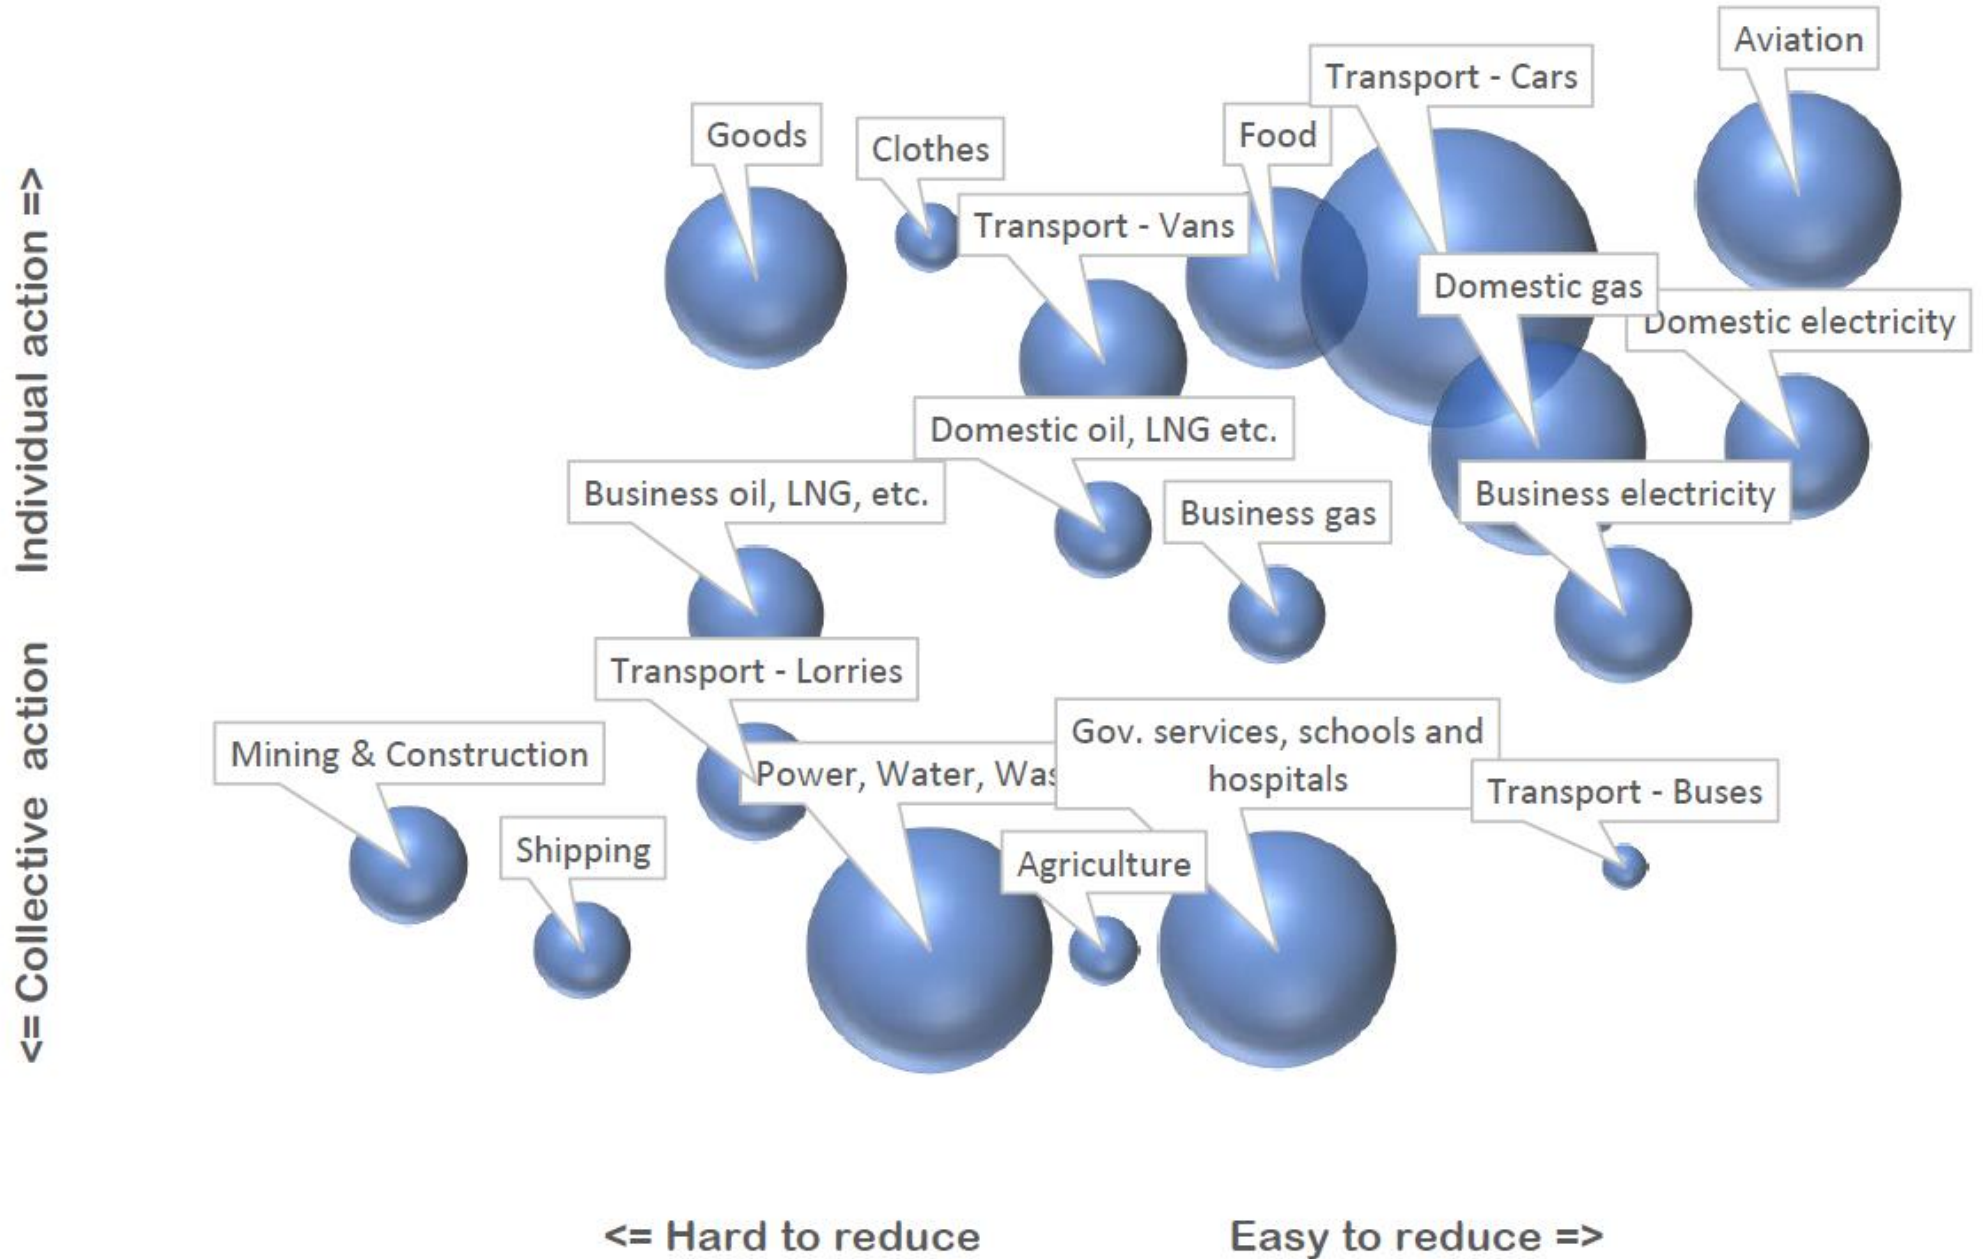 Aviation
Transport - Cars
Goods
Clothes
Food
Transport - Vans
Domestic gas
Domestic electricity
Domestic oil, LNG etc.
Business oil, LNG, etc.
Business gas
Business electricity
Transport - Lorries
Mining & Construction
Power, Water,
Gov. services, schools and
hospitals
Transport - Buses
Shipping
Agriculture
Individual action =>
<= Collective action
<= Hard to reduce
Easy to reduce =>